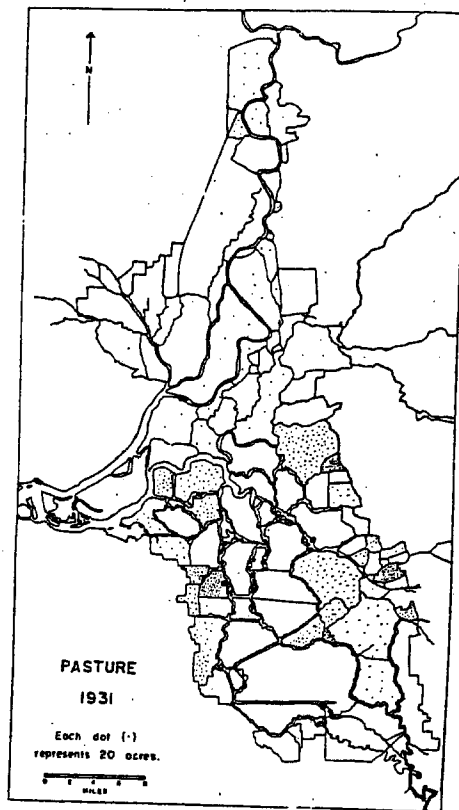 N
PASTURE
1931
Each dot (·)
represents 20 acres.
MILES